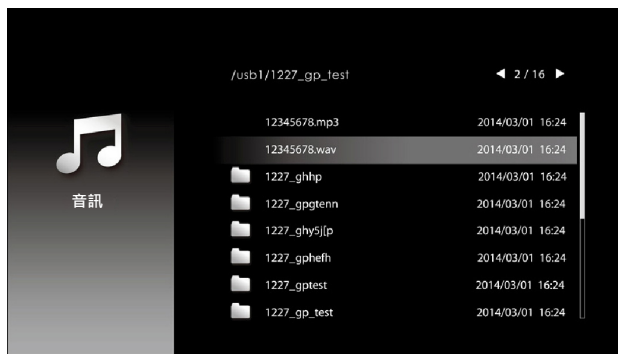 /usb1/1227_gp_test ◀ 2 / 16 ▶
12345678.mp3 2014/03/01 16:24
12345678.wav 2014/03/01 16:24
1227_ghhp 2014/03/01 16:24
1227_gpgtenn 2014/03/01 16:24
1227_ghy5j[p 2014/03/01 16:24
1227_gphefh 2014/03/01 16:24
1227_gptest 2014/03/01 16:24
1227_gp_test 2014/03/01 16:24
音訊